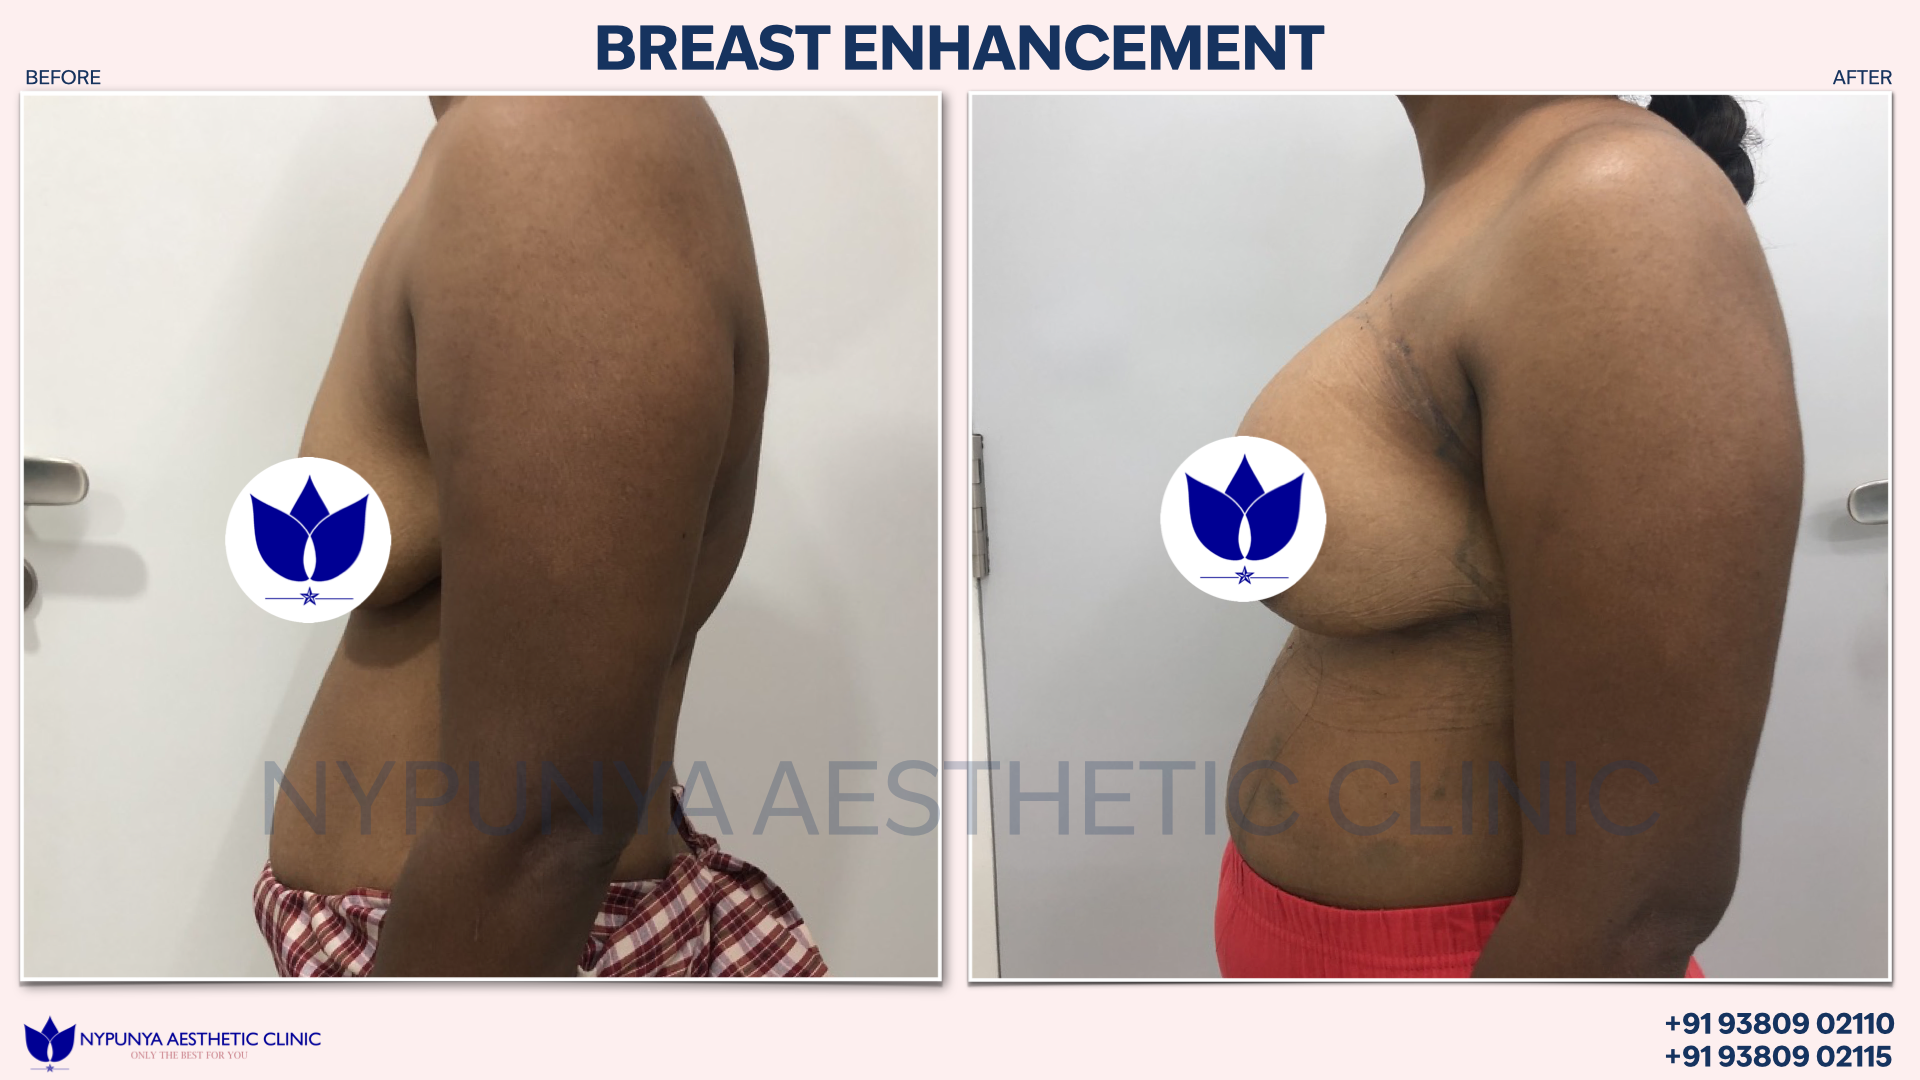 BREAST ENHANCEMENT
BEFORE
AFTER
NYPUNYA AESTHETIC CLINIC
NYPUNYA AESTHETIC CLINIC
ONLY THE BEST FOR YOU
+91 93809 02110
+91 93809 02115